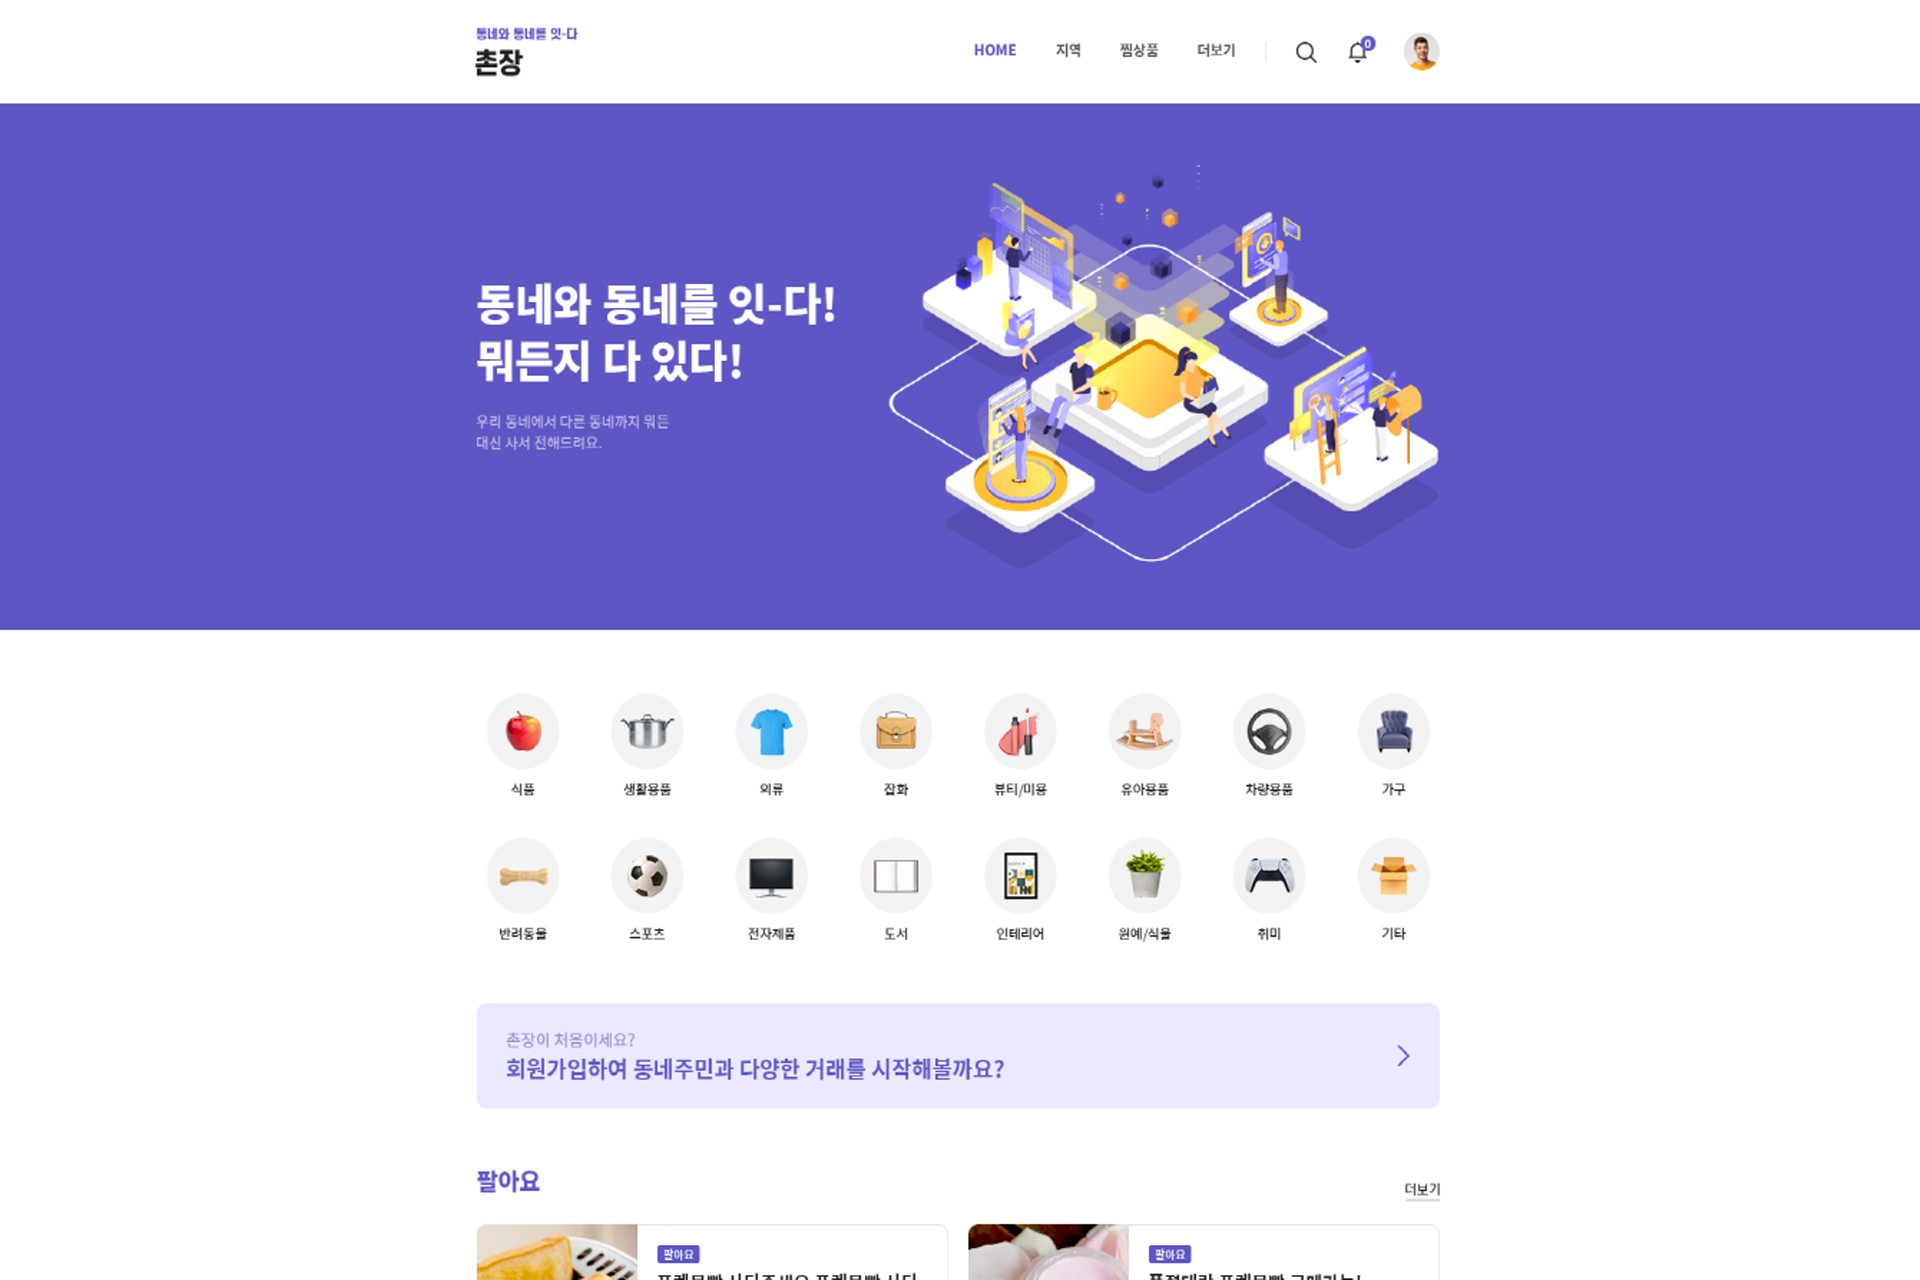 동네와 동네를 잇-다
촌장
HOME 지역 찜상품 더보기 0
동네와 동네를 잇-다!
뭐든지 다 있다!
우리 동네에서 다른 동네까지 뭐든
대신 사서 전해드려요.
식품 생활용품 의류 잡화 뷰티/미용 유아용품 차량용품 가구
반려동물 스포츠 전자제품 도서 인테리어 원예/식물 취미 기타
촌장이 처음이세요?
회원가입하여 동네주민과 다양한 거래를 시작해볼까요?
팔아요
더보기
팔아요
팔아요